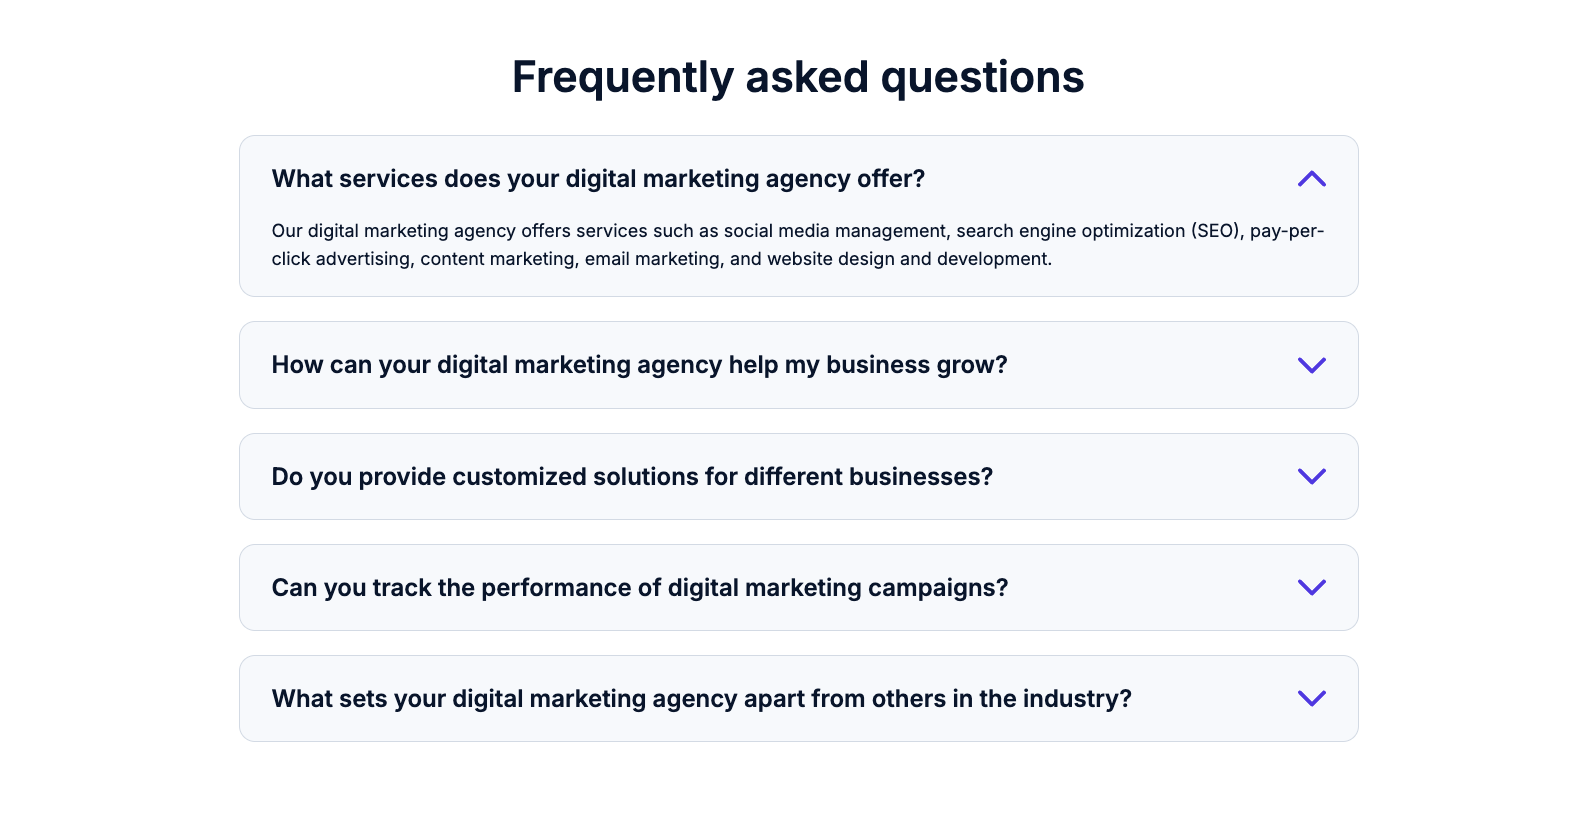 Frequently asked questions
What services does your digital marketing agency offer?
Our digital marketing agency offers services such as social media management, search engine optimization (SEO), pay-per-
click advertising, content marketing, email marketing, and website design and development.
How can your digital marketing agency help my business grow?
Do you provide customized solutions for different businesses?
Can you track the performance of digital marketing campaigns?
What sets your digital marketing agency apart from others in the industry?